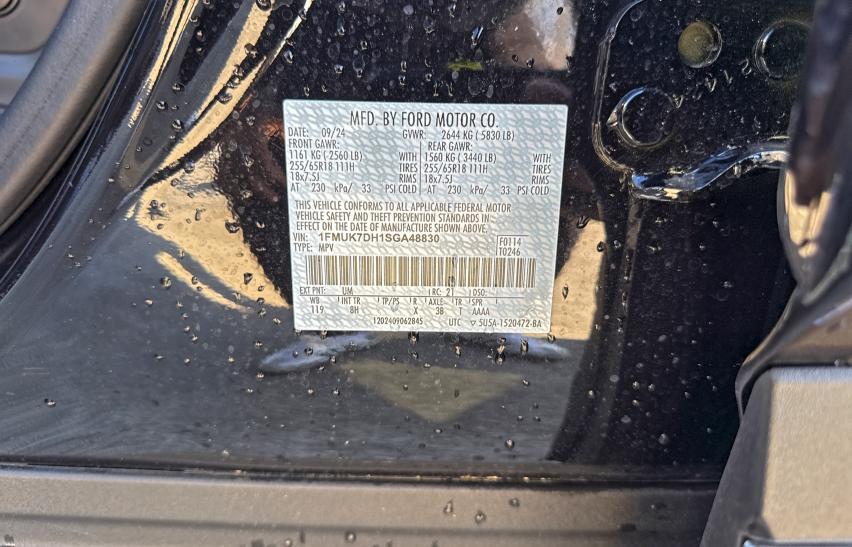 MFD. BY FORD MOTOR CO.
DATE: 09/24 GVWR: 2644 KG ( 5830 LB)
FRONT GAWR: REAR GAWR:
1161 KG ( 2560 LB) WITH 1560 KG ( 3440 LB) WITH
255/65R18 111H TIRES 255/65R18 111H TIRES
18x7.5J RIMS 18x7.5J RIMS
AT 230 kPa/ 33 PSI COLD AT 230 kPa/ 33 PSI COLD
THIS VEHICLE CONFORMS TO ALL APPLICABLE FEDERAL MOTOR
VEHICLE SAFETY AND THEFT PREVENTION STANDARDS IN
EFFECT ON THE DATE OF MANUFACTURE SHOWN ABOVE.
VIN: 1FMUK7DH1SGA48830 F0114
TYPE: MPV T0246
EXT PNT: UM RC: 21 DSO:
WB INT TR TP/PS R AXLE TR SPR
119 8H X 3B T AAAA
1202409062845 UTC ▽ 5U5A-1520472-BA